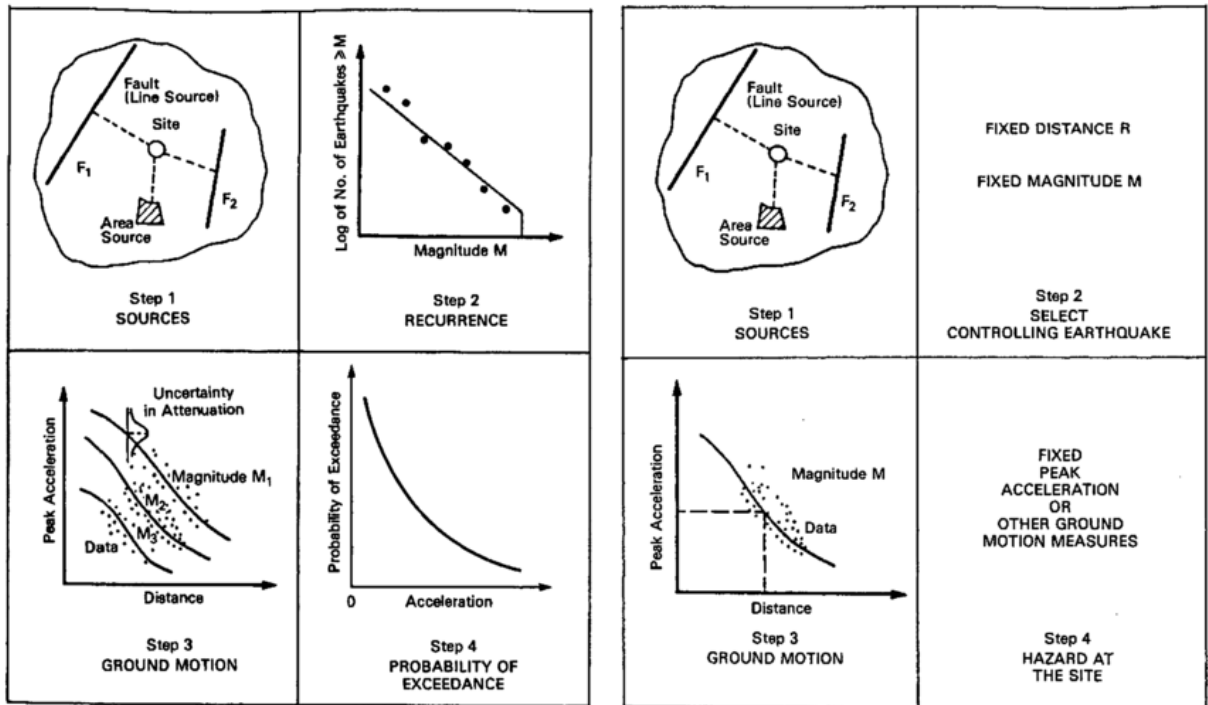 Fault
(Line Source)
Site
F1
F2
Area
Source
Step 1
SOURCES
Log of No. of Earthquakes ≥ M
Magnitude M
Step 2
RECURRENCE
Uncertainty
in Attenuation
Peak Acceleration
Magnitude M1
M2
M3
Data
Distance
Step 3
GROUND MOTION
Probability of Exceedance
0
Acceleration
Step 4
PROBABILITY OF
EXCEEDANCE
Fault
(Line Source)
Site
F1
F2
Area
Source
Step 1
SOURCES
FIXED DISTANCE R
FIXED MAGNITUDE M
Step 2
SELECT
CONTROLLING EARTHQUAKE
Peak Acceleration
Magnitude M
Data
Distance
Step 3
GROUND MOTION
FIXED
PEAK
ACCELERATION
OR
OTHER GROUND
MOTION MEASURES
Step 4
HAZARD AT
THE SITE